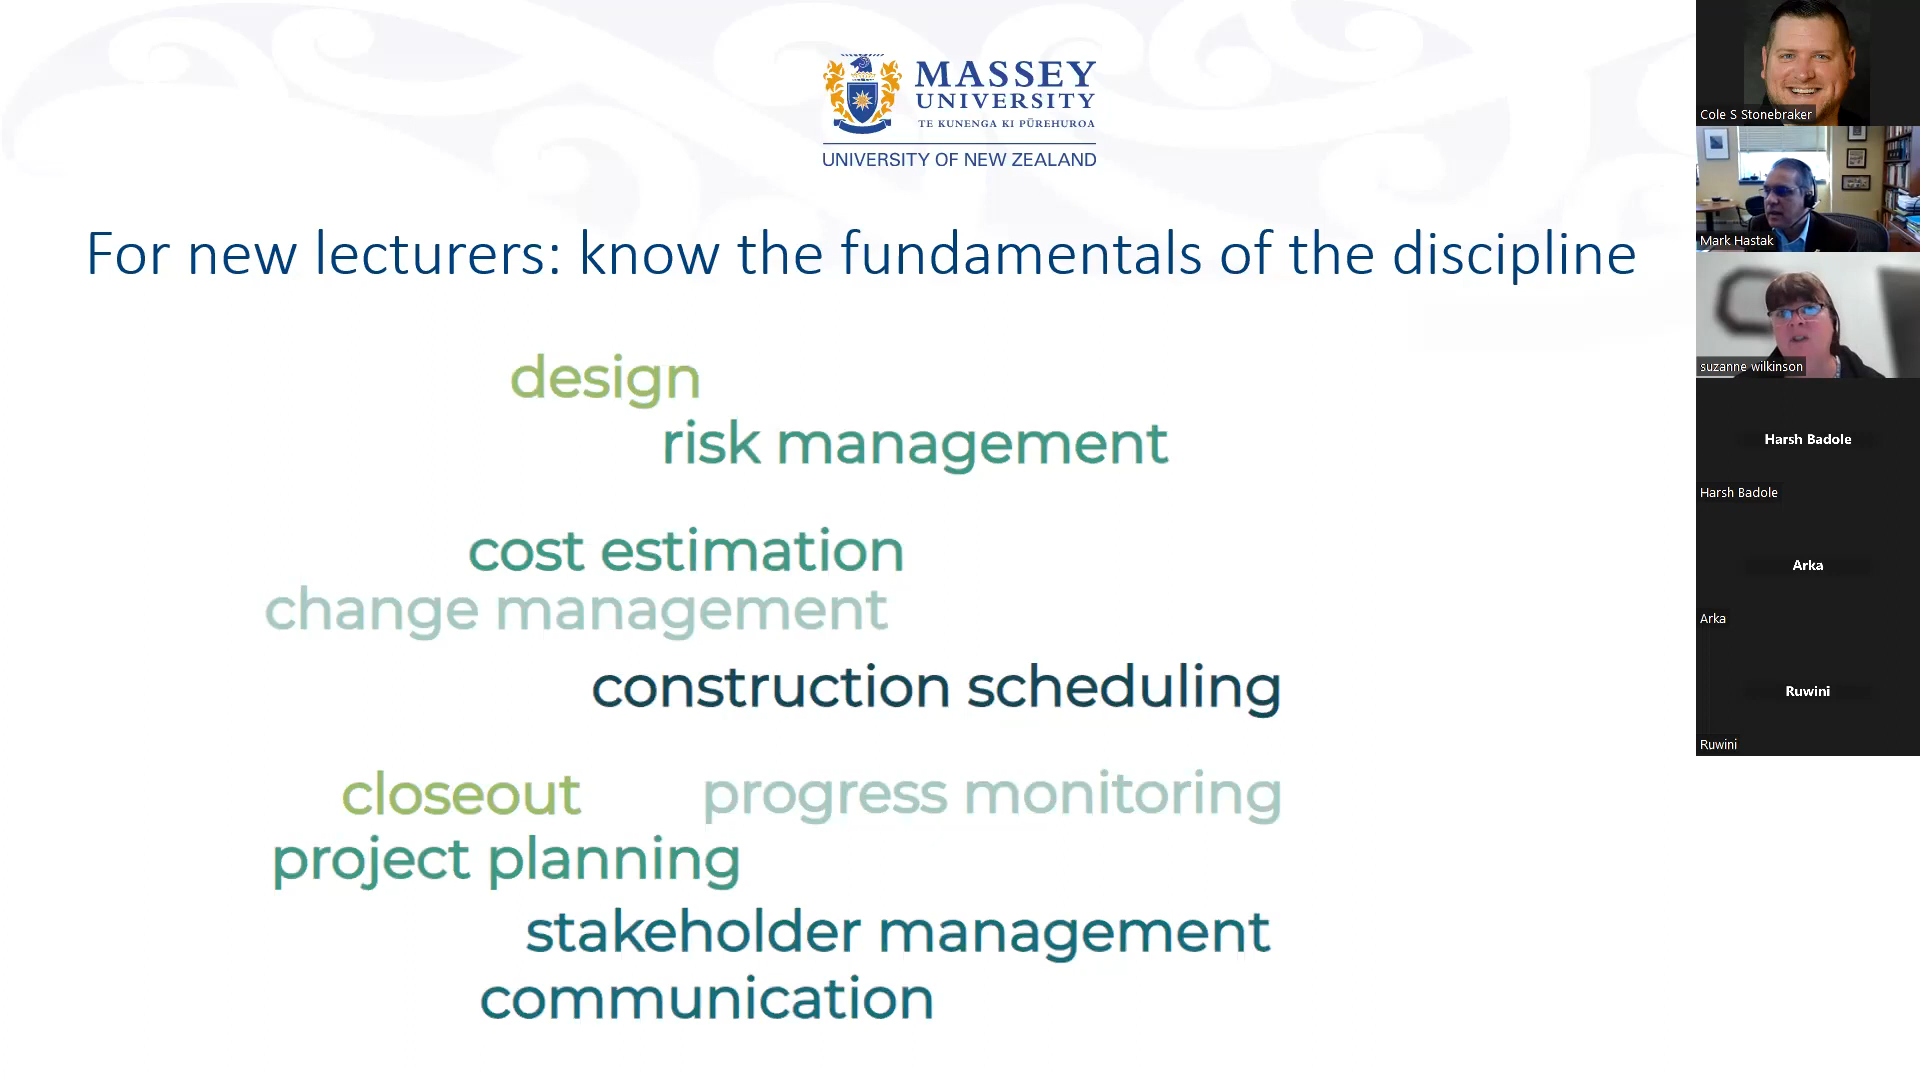 MASSEY
UNIVERSITY
TE KUNENGA KI PŪREHUROA
UNIVERSITY OF NEW ZEALAND
For new lecturers: know the fundamentals of the discipline
design
risk management
cost estimation
change management
construction scheduling
closeout
progress monitoring
project planning
stakeholder management
communication
Cole S Stonebraker
Mark Hastak
suzanne wilkinson
Harsh Badole
Harsh Badole
Arka
Arka
Ruwini
Ruwini